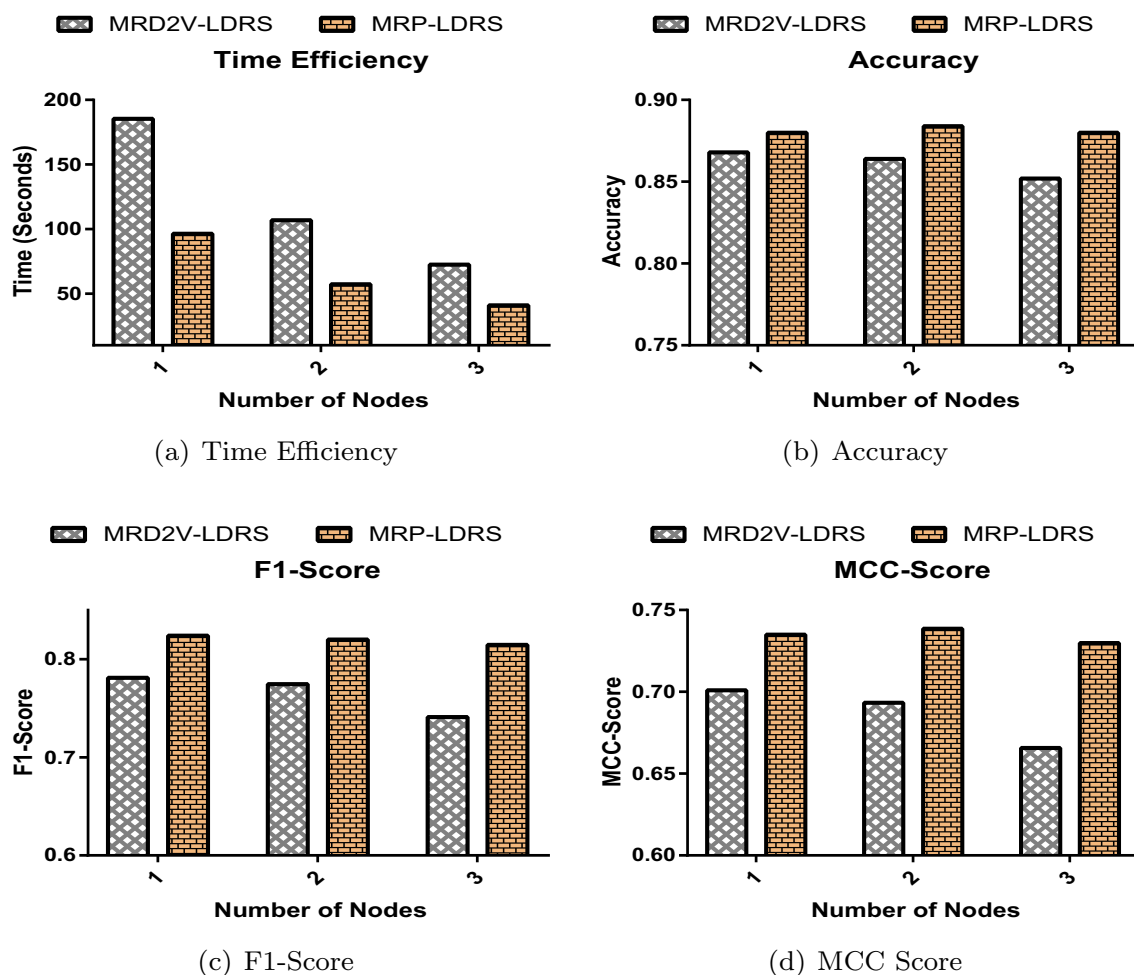 MRD2V-LDRS MRP-LDRS
Time Efficiency
200
150
100
50
Time (Seconds)
1 2 3
Number of Nodes
(a) Time Efficiency
MRD2V-LDRS MRP-LDRS
Accuracy
0.90
0.85
0.80
0.75
Accuracy
1 2 3
Number of Nodes
(b) Accuracy
MRD2V-LDRS MRP-LDRS
F1-Score
0.8
0.7
0.6
F1-Score
1 2 3
Number of Nodes
(c) F1-Score
MRD2V-LDRS MRP-LDRS
MCC-Score
0.75
0.70
0.65
0.60
MCC-Score
1 2 3
Number of Nodes
(d) MCC Score